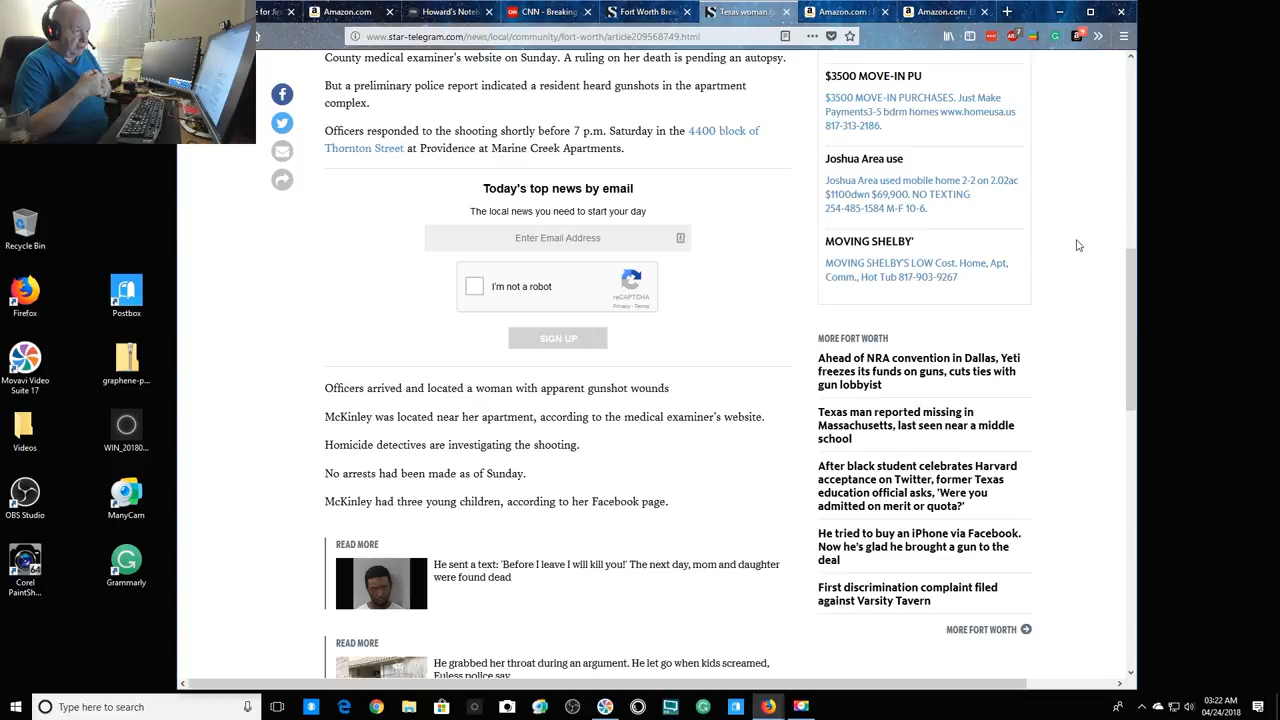 e for Jin
Amazon.com
Howard's Note
CNN - Breaking
Fort Worth Brea
Texas woman g
Amazon.com : P
Amazon.com: E
www.star-telegram.com/news/local/community/fort-worth/article209568749.html
7
9
County medical examiner's website on Sunday. A ruling on her death is pending an autopsy.
But a preliminary police report indicated a resident heard gunshots in the apartment
complex.
Officers responded to the shooting shortly before 7 p.m. Saturday in the 4400 block of
Thornton Street at Providence at Marine Creek Apartments.
Today's top news by email
The local news you need to start your day
Enter Email Address
I'm not a robot
reCAPTCHA
Privacy - Terms
SIGN UP
Officers arrived and located a woman with apparent gunshot wounds
McKinley was located near her apartment, according to the medical examiner's website.
Homicide detectives are investigating the shooting.
No arrests had been made as of Sunday.
McKinley had three young children, according to her Facebook page.
READ MORE
He sent a text: 'Before I leave I will kill you!' The next day, mom and daughter
were found dead
READ MORE
He grabbed her throat during an argument. He let go when kids screamed,
Euless police say
$3500 MOVE-IN PU
$3500 MOVE-IN PURCHASES. Just Make
Payments3-5 bdrm homes www.homeusa.us
817-313-2186.
Joshua Area use
Joshua Area used mobile home 2-2 on 2.02ac
$1100dwn $69,900. NO TEXTING
254-485-1584 M-F 10-6.
MOVING SHELBY'
MOVING SHELBY'S LOW Cost. Home, Apt,
Comm., Hot Tub 817-903-9267
MORE FORT WORTH
Ahead of NRA convention in Dallas, Yeti
freezes its funds on guns, cuts ties with
gun lobbyist
Texas man reported missing in
Massachusetts, last seen near a middle
school
After black student celebrates Harvard
acceptance on Twitter, former Texas
education official asks, 'Were you
admitted on merit or quota?'
He tried to buy an iPhone via Facebook.
Now he's glad he brought a gun to the
deal
First discrimination complaint filed
against Varsity Tavern
MORE FORT WORTH
Recycle Bin
Firefox
Postbox
Movavi Video
Suite 17
graphene-p...
Videos
WIN_20180...
OBS Studio
ManyCam
Corel
PaintSh...
Grammarly
Type here to search
03:22 AM
04/24/2018